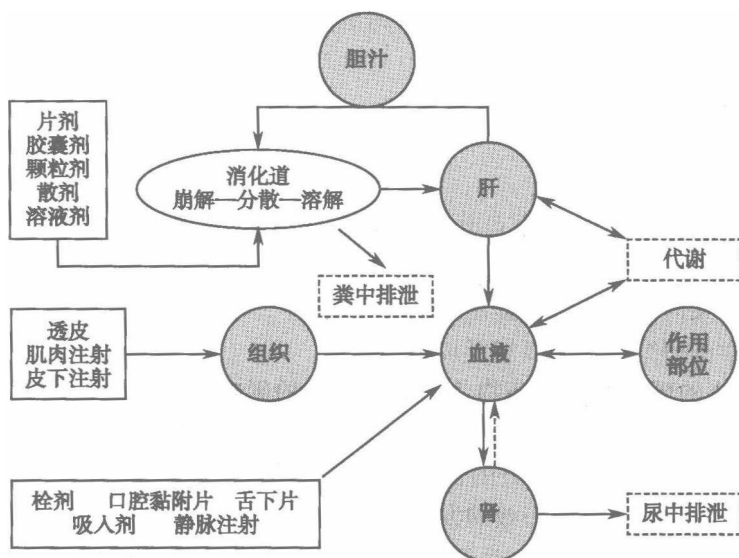 胆汁
片剂
胶囊剂
颗粒剂
散剂
溶液剂
消化道
崩解—分散—溶解
肝
粪中排泄
代谢
透皮
肌肉注射
皮下注射
组织
血液
作用
部位
栓剂 口腔黏附片 舌下片
吸入剂 静脉注射
肾
尿中排泄